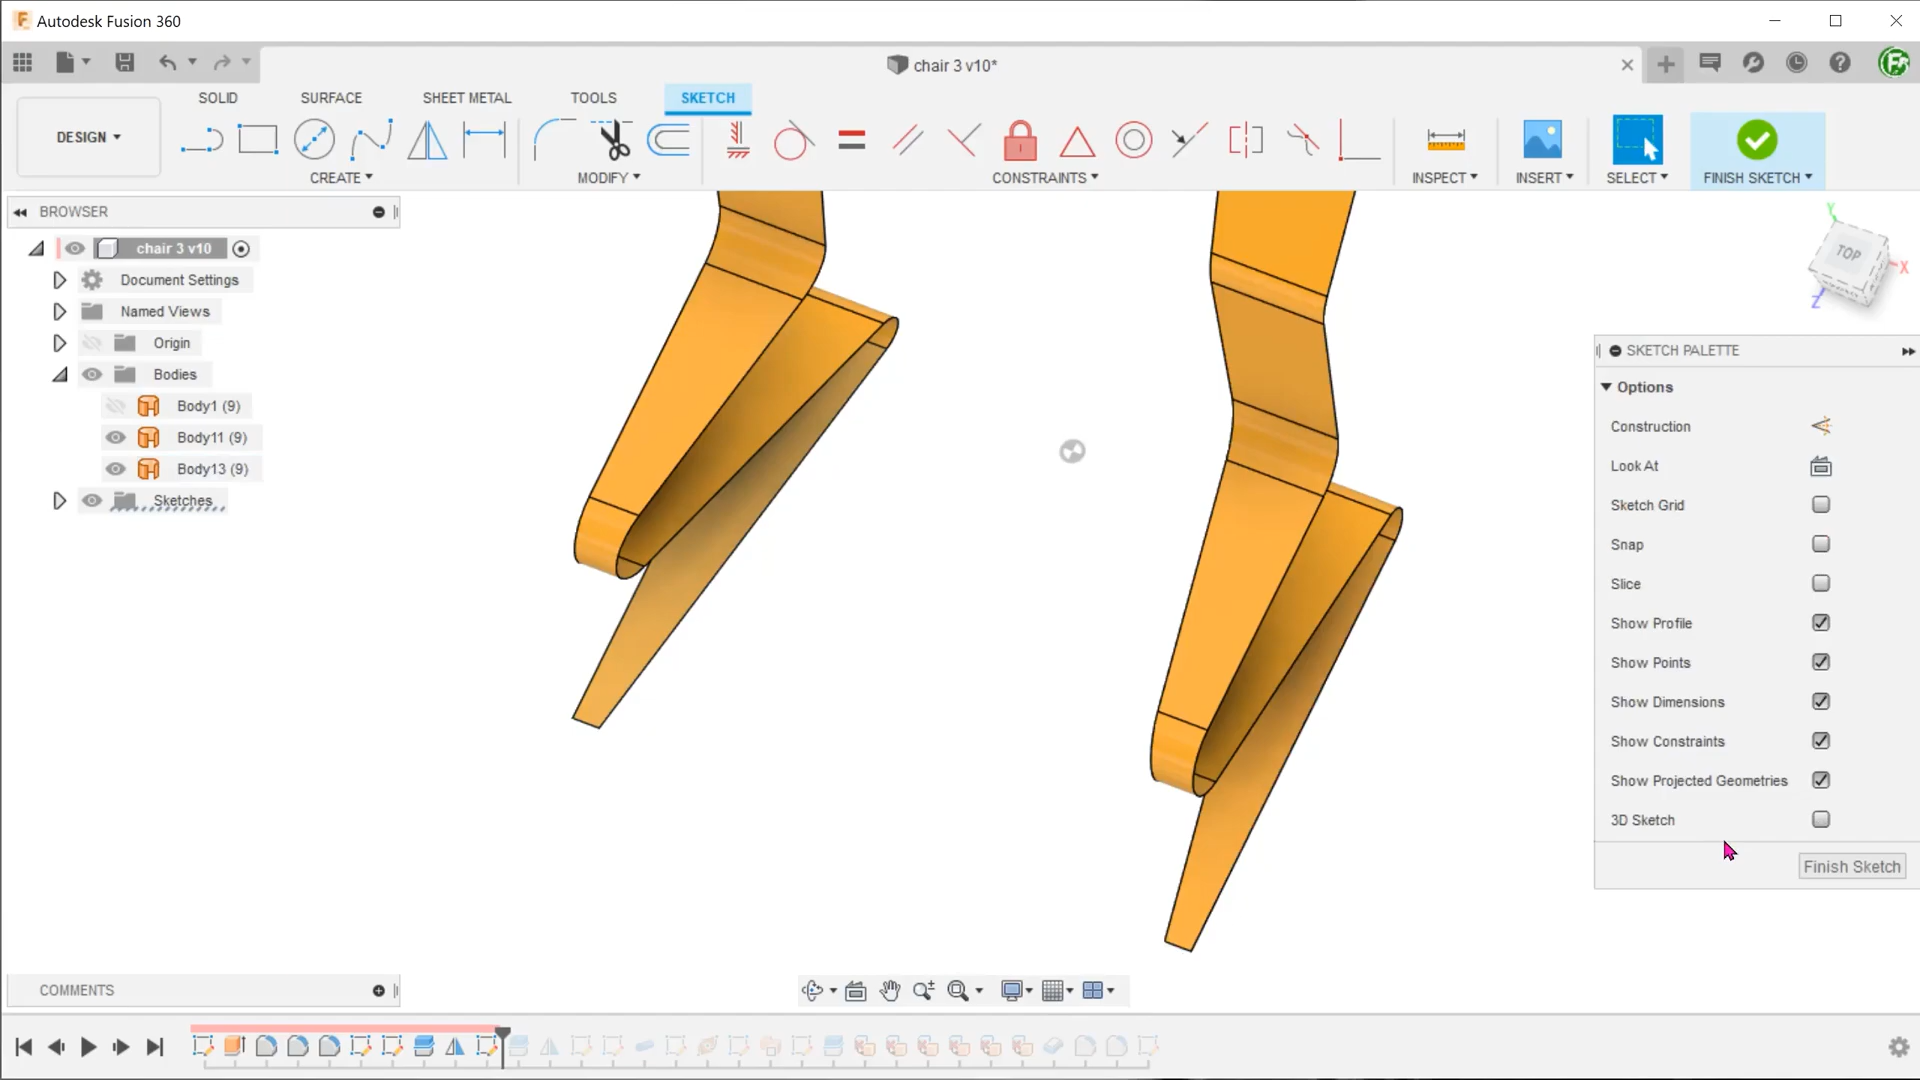 Autodesk Fusion 360
chair 3 v10*
SOLID SURFACE SHEET METAL TOOLS SKETCH
DESIGN
CREATE MODIFY CONSTRAINTS INSPECT INSERT SELECT FINISH SKETCH
BROWSER
chair 3 v10
Document Settings
Named Views
Origin
Bodies
Body1 (9)
Body11 (9)
Body13 (9)
Sketches
Y
TOP
X
Z
SKETCH PALETTE
Options
Construction
Look At
Sketch Grid
Snap
Slice
Show Profile
Show Points
Show Dimensions
Show Constraints
Show Projected Geometries
3D Sketch
Finish Sketch
COMMENTS